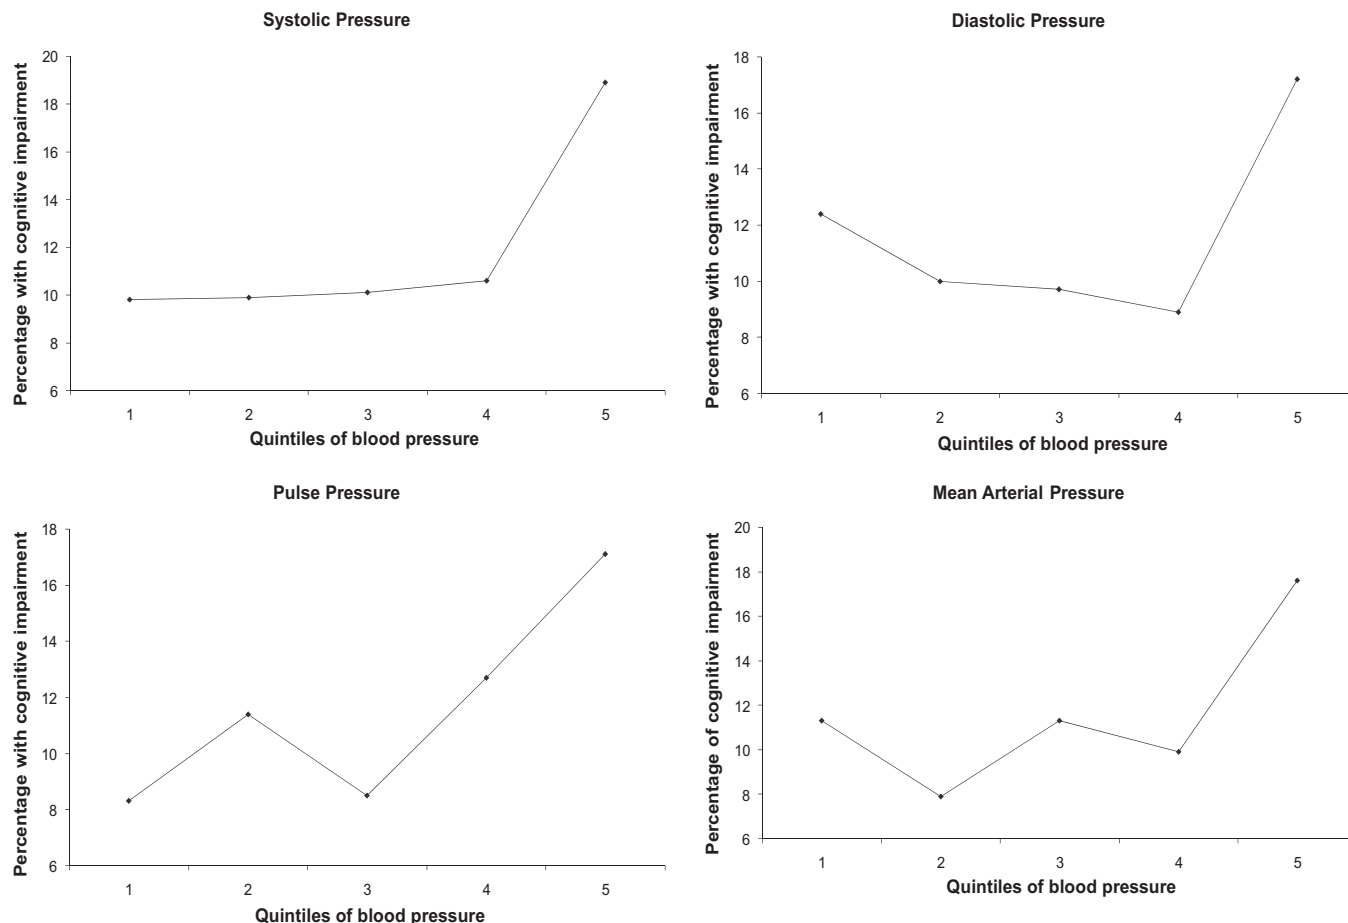 Systolic Pressure
Percentage with cognitive impairment
20
18
16
14
12
10
8
6
1 2 3 4 5
Quintiles of blood pressure
Diastolic Pressure
Percentage with cognitive impairment
18
16
14
12
10
8
6
1 2 3 4 5
Quintiles of blood pressure
Pulse Pressure
Percentage with cognitive impairment
18
16
14
12
10
8
6
1 2 3 4 5
Quintiles of blood pressure
Mean Arterial Pressure
Percentage of cognitive impairment
20
18
16
14
12
10
8
6
1 2 3 4 5
Quintiles of blood pressure